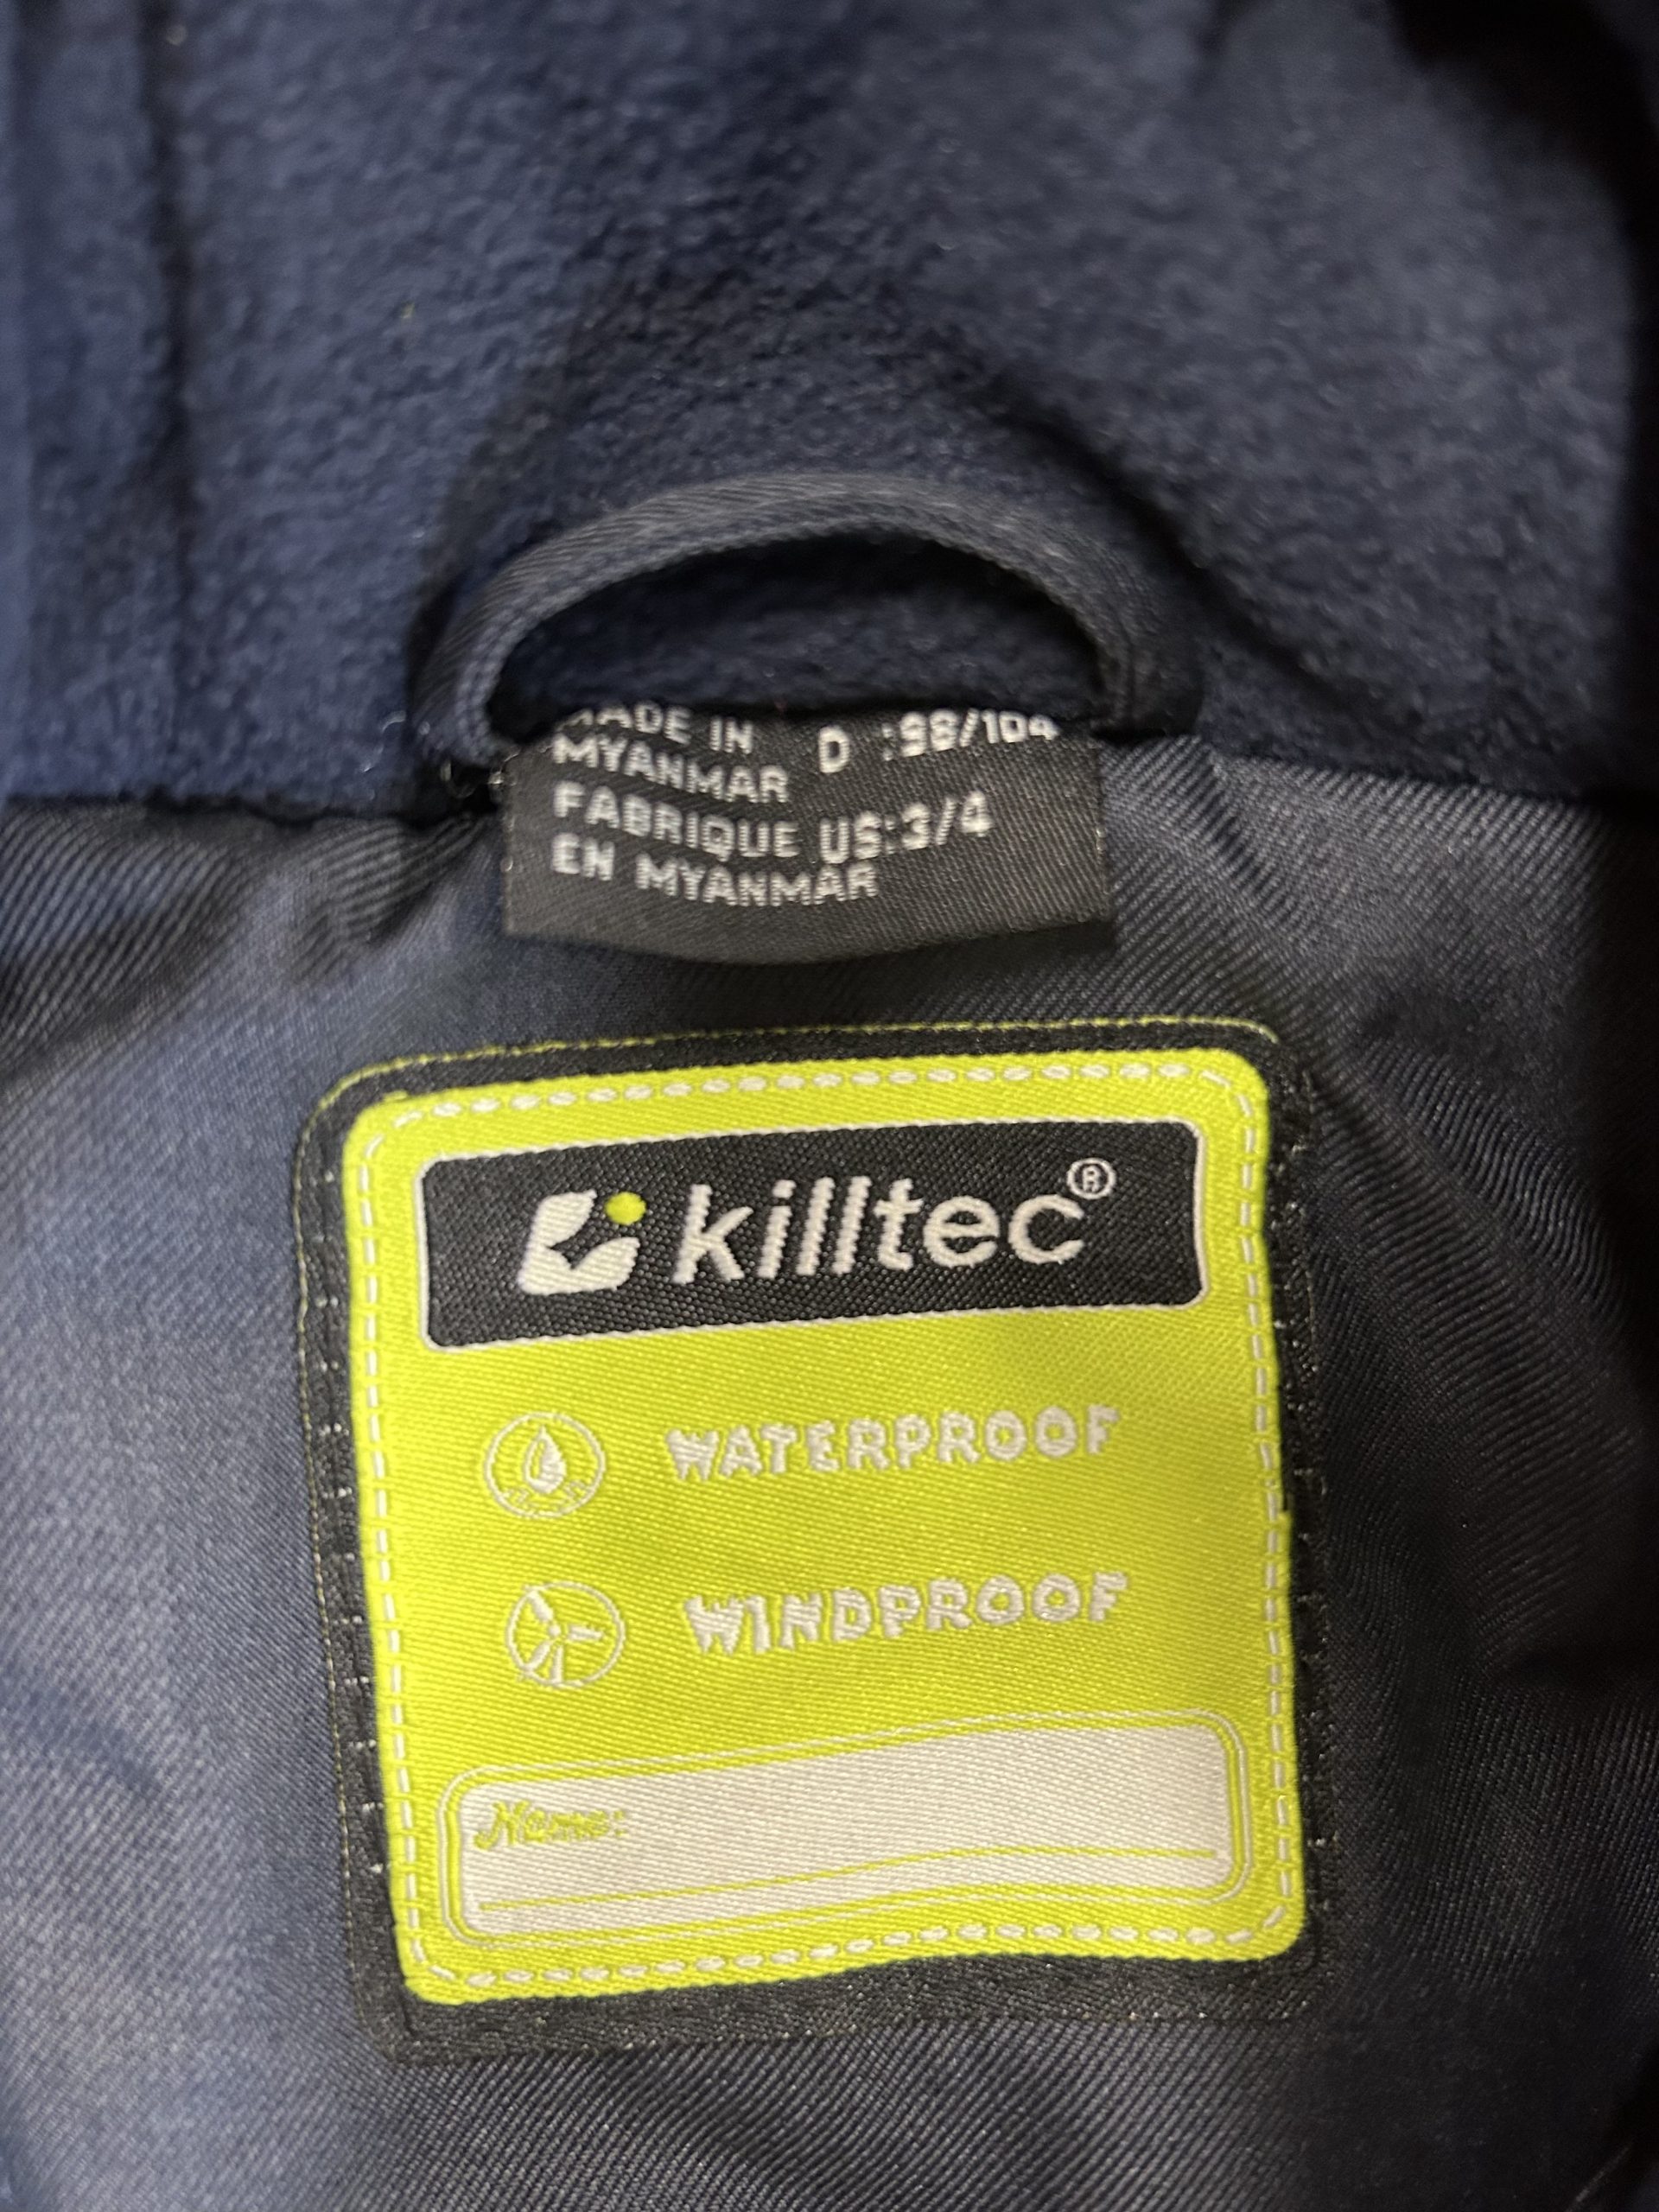 MADE IN
MYANMAR
FABRIQUE
EN MYANMAR
D :98/104
US:3/4
killtec®
WATERPROOF
WINDPROOF
Name: